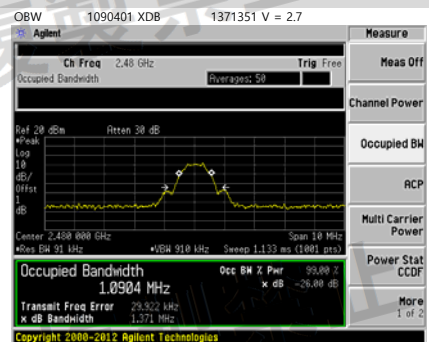 OBW 1090401 XDB 1371351 V = 2.7
Agilent Measure
Ch Freq 2.48 GHz Trig Free
Occupied Bandwidth Averages: 50
Meas Off
Channel Power
Occupied BW
ACP
Multi Carrier
Power
Power Stat
CCDF
More
1 of 2
Ref 20 dBm Atten 30 dB
#Peak
Log
10
dB/
Offst
1
dB
Center 2.480 000 GHz Span 10 MHz
#Res BW 91 kHz #VBW 910 kHz Sweep 1.133 ms (1001 pts)
Occupied Bandwidth Occ BW % Pwr 99.00 %
1.0904 MHz x dB -26.00 dB
Transmit Freq Error 29.922 kHz
x dB Bandwidth 1.371 MHz
Copyright 2000-2012 Agilent Technologies